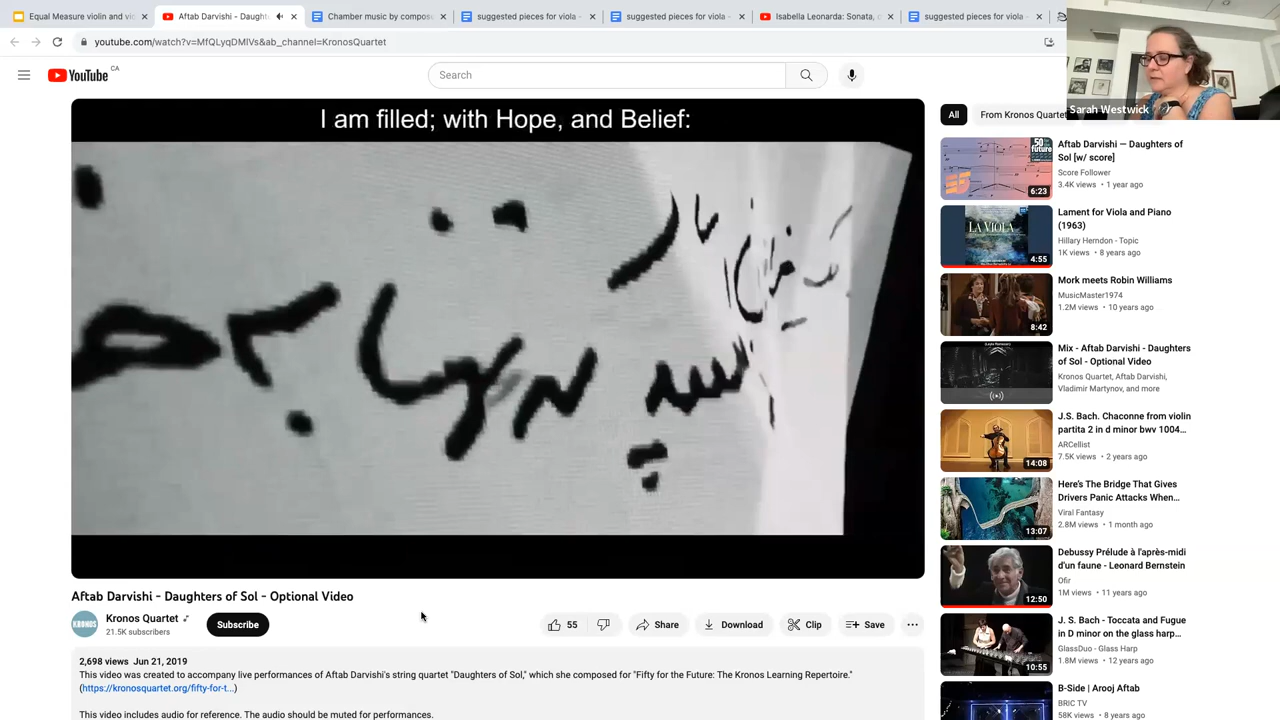 Equal Measure violin and vi
Aftab Darvishi - Daught
Chamber music by compos
suggested pieces for viola -
suggested pieces for viola -
Isabella Leonarda: Sonata, o
suggested pieces for viola -
youtube.com/watch?v=MfQLyqDMlVs&ab_channel=KronosQuartet
YouTube CA
Search
Sarah Westwick
I am filled; with Hope, and Belief:
All
From Kronos Quartet
Aftab Darvishi — Daughters of
Sol [w/ score]
Score Follower
3.4K views • 1 year ago
50
future
6:23
Lament for Viola and Piano
(1963)
Hillary Herndon - Topic
1K views • 8 years ago
LA VIOLA
4:55
Mork meets Robin Williams
MusicMaster1974
1.2M views • 10 years ago
8:42
Mix - Aftab Darvishi - Daughters
of Sol - Optional Video
Kronos Quartet, Aftab Darvishi,
Vladimir Martynov, and more
J.S. Bach. Chaconne from violin
partita 2 in d minor bwv 1004...
ARCellist
7.5K views • 2 years ago
14:08
Here's The Bridge That Gives
Drivers Panic Attacks When...
Viral Fantasy
2.8M views • 1 month ago
13:07
Debussy Prélude à l'après-midi
d'un faune - Leonard Bernstein
Ofir
1M views • 11 years ago
12:50
J. S. Bach - Toccata and Fugue
in D minor on the glass harp...
GlassDuo - Glass Harp
1.8M views • 12 years ago
10:55
B-Side | Arooj Aftab
BRIC TV
58K views • 8 years ago
Aftab Darvishi - Daughters of Sol - Optional Video
KRONOS
Kronos Quartet
21.5K subscribers
Subscribe
55
Share
Download
Clip
Save
2,698 views Jun 21, 2019
This video was created to accompany live performances of Aftab Darvishi's string quartet "Daughters of Sol," which she composed for "Fifty for the Future: The Kronos Learning Repertoire."
(https://kronosquartet.org/fifty-for-t...)
This video includes audio for reference. The audio should be muted for performances.